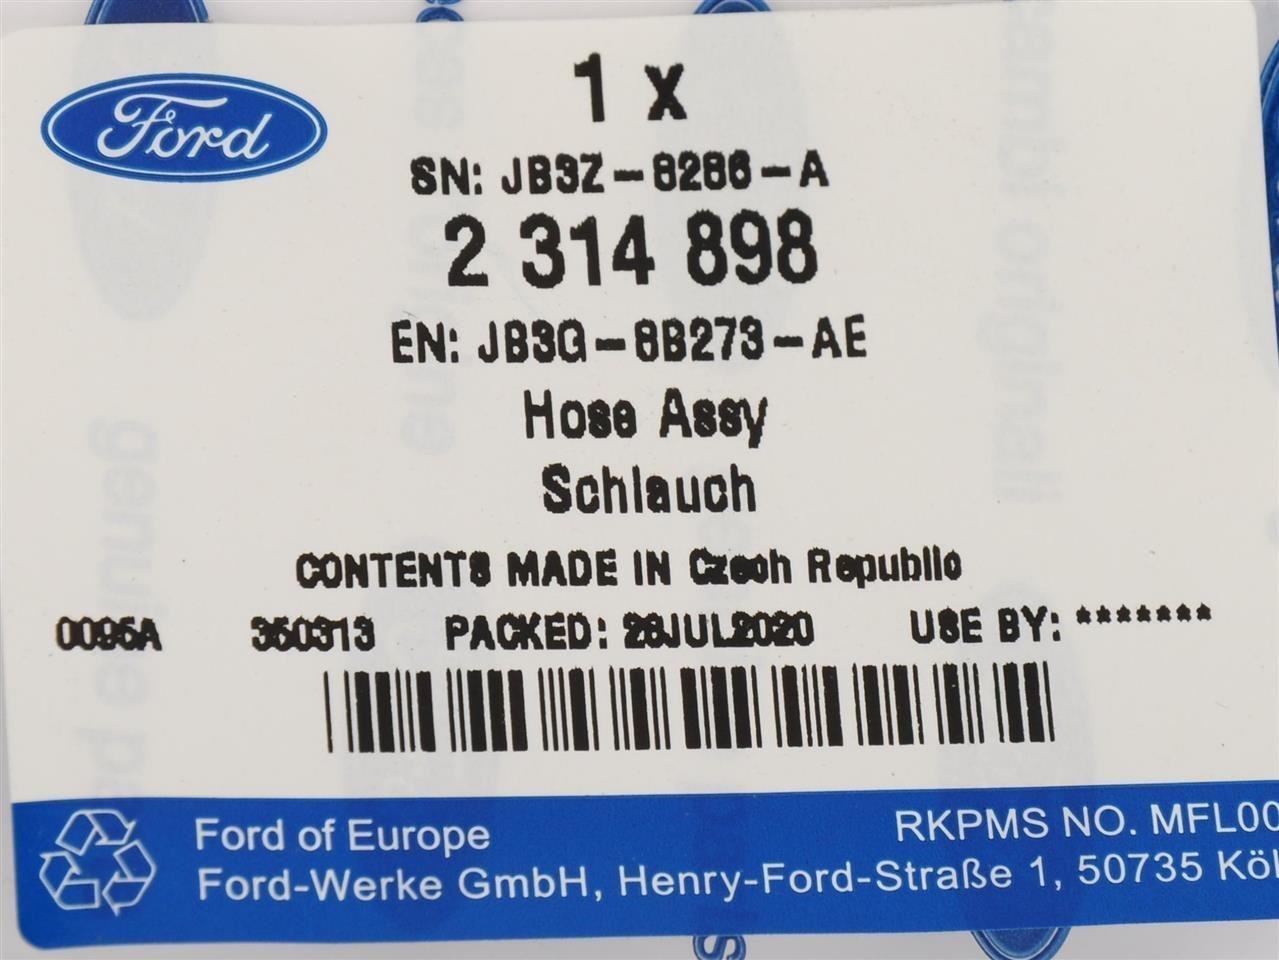 Ford
1 x
SN: JB3Z-8286-A
2 314 898
EN: JB3G-8B273-AE
Hose Assy
Schlauch
CONTENTS MADE IN Czech Republic
0095A 350313 PACKED: 28JUL2020 USE BY: *******
Ford of Europe RKPMS NO. MFL00
Ford-Werke GmbH, Henry-Ford-Straße 1, 50735 Köl
genuine